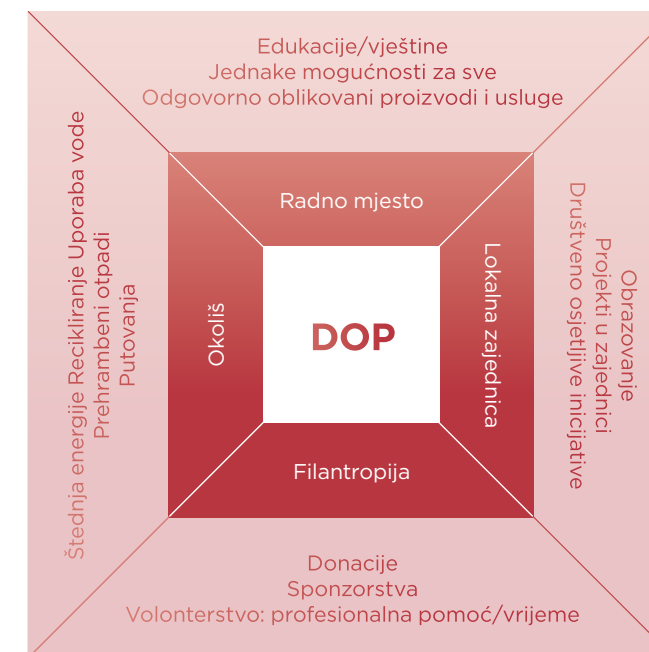 Edukacije/vještine
Jednake mogućnosti za sve
Odgovorno oblikovani proizvodi i usluge
Radno mjesto
Štednja energije Recikliranje Uporaba vode
Prehrambeni otpadi
Putovanja
Okoliš
DOP
Lokalna zajednica
Obrazovanje
Projekti u zajednici
Društveno osjetljive inicijative
Filantropija
Donacije
Sponzorstva
Volonterstvo: profesionalna pomoć/vrijeme